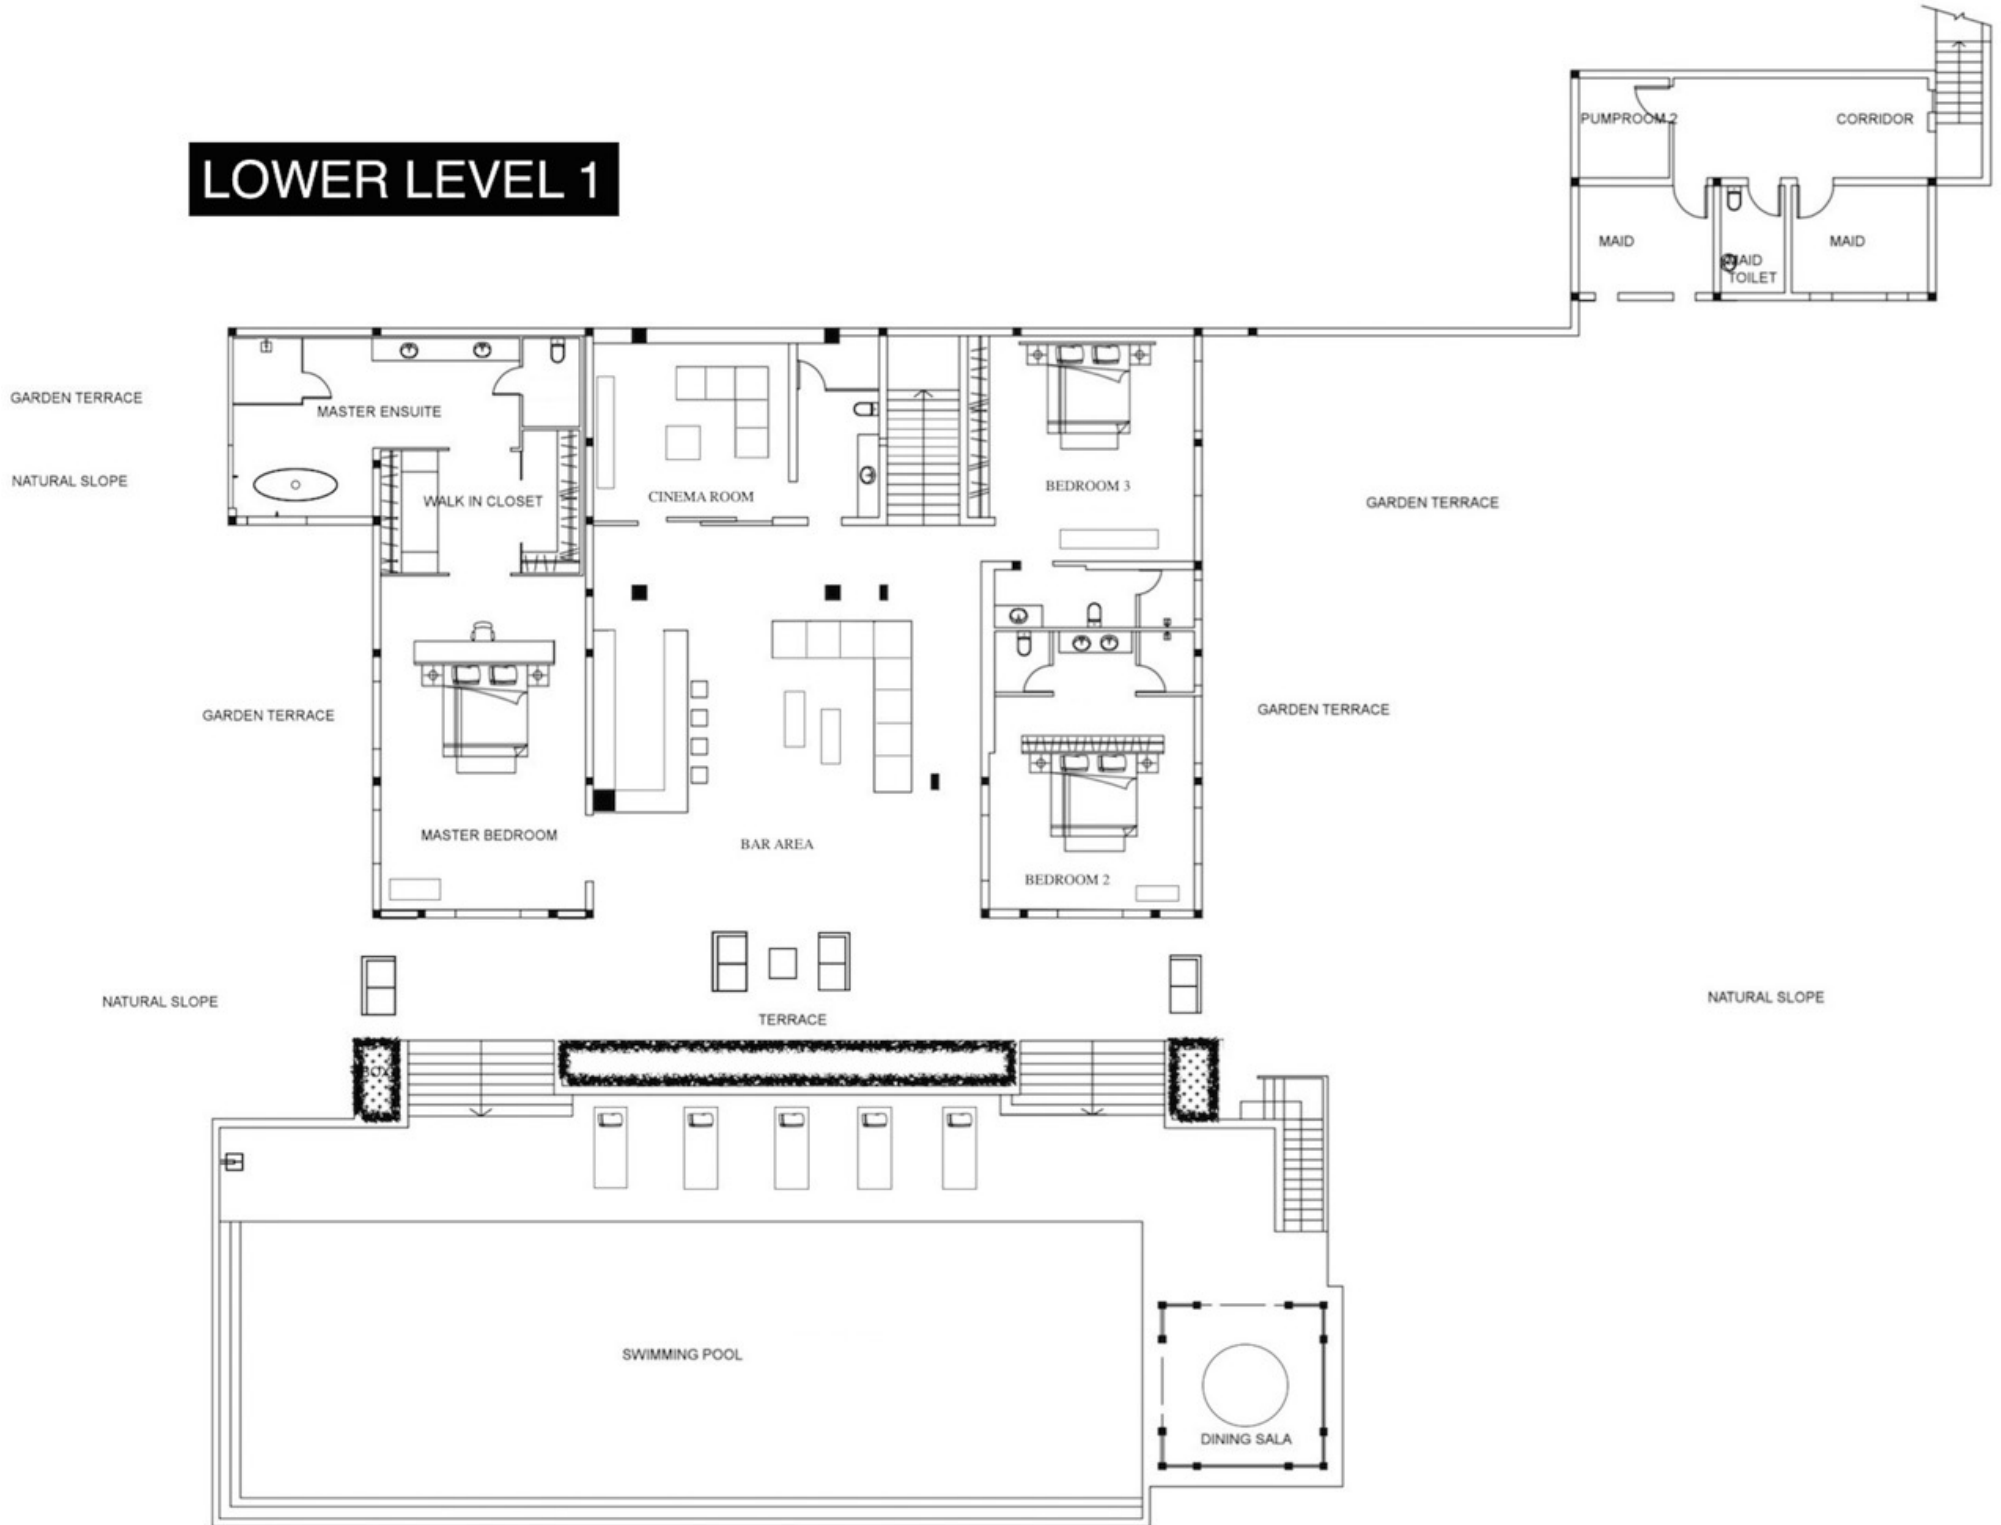 LOWER LEVEL 1
PUMPROOM 2
CORRIDOR
MAID
MAID
TOILET
MAID
GARDEN TERRACE
MASTER ENSUITE
NATURAL SLOPE
WALK IN CLOSET
CINEMA ROOM
BEDROOM 3
GARDEN TERRACE
GARDEN TERRACE
GARDEN TERRACE
MASTER BEDROOM
BAR AREA
BEDROOM 2
NATURAL SLOPE
NATURAL SLOPE
TERRACE
SWIMMING POOL
DINING SALA